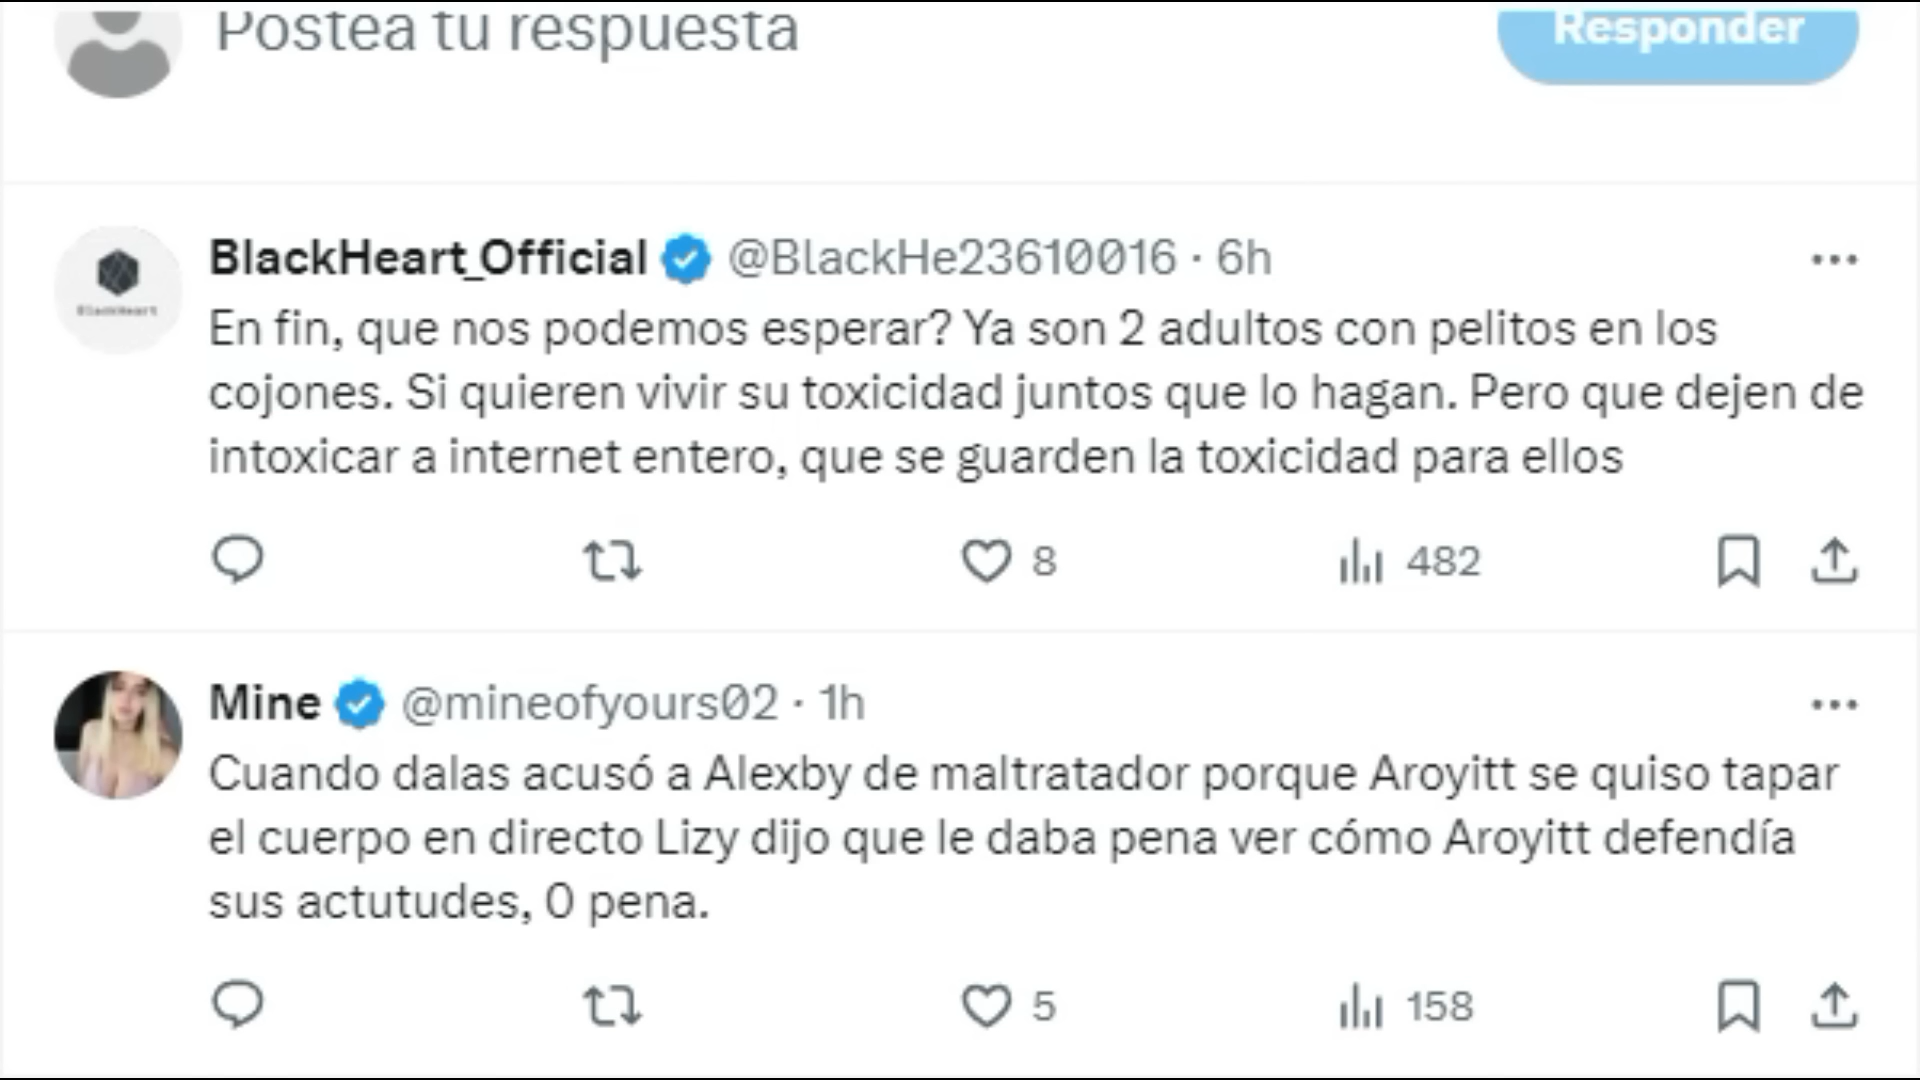 Postea tu respuesta
Responder
BlackHeart_Official @BlackHe23610016 · 6h
BlackHeart
En fin, que nos podemos esperar? Ya son 2 adultos con pelitos en los
cojones. Si quieren vivir su toxicidad juntos que lo hagan. Pero que dejen de
intoxicar a internet entero, que se guarden la toxicidad para ellos
8 482
Mine @mineofyours02 · 1h
Cuando dalas acusó a Alexby de maltratador porque Aroyitt se quiso tapar
el cuerpo en directo Lizy dijo que le daba pena ver cómo Aroyitt defendía
sus actutudes, 0 pena.
5 158